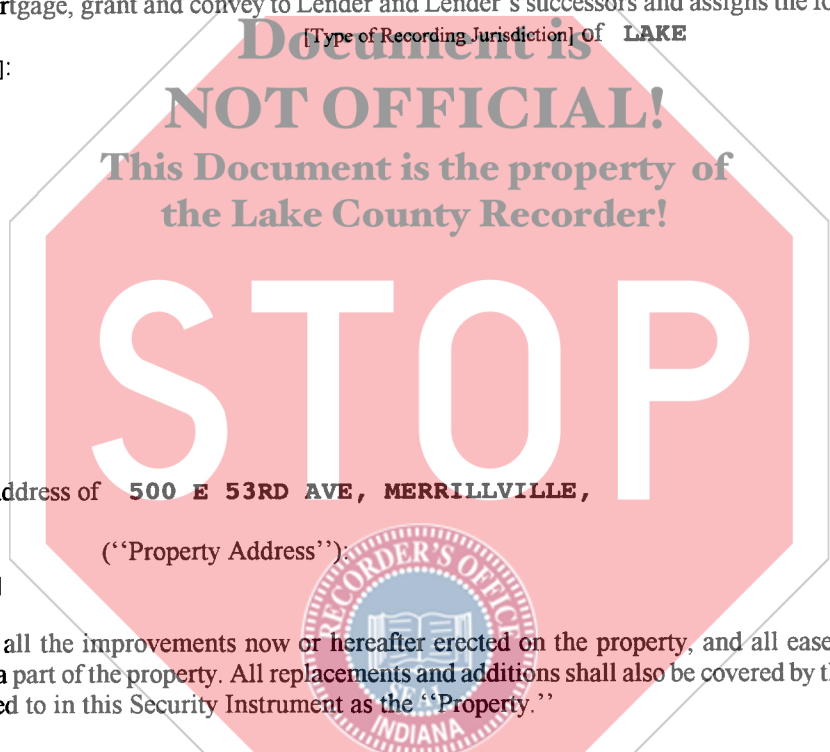 rtgage, grant and convey to Lender and Lender's successors and assigns the
Document is
[Type of Recording Jurisdiction] of LAKE
]:
NOT OFFICIAL!
This Document is the property of
the Lake County Recorder!
STOP
ddress of 500 E 53RD AVE, MERRILLVILLE,
(‘‘Property Address’’):
]
RECORDER'S OFFICE
all the improvements now or hereafter erected on the property, and all ease
a part of the property. All replacements and additions shall also be covered by t
SEAL
ed to in this Security Instrument as the ‘‘Property.’’
INDIANA